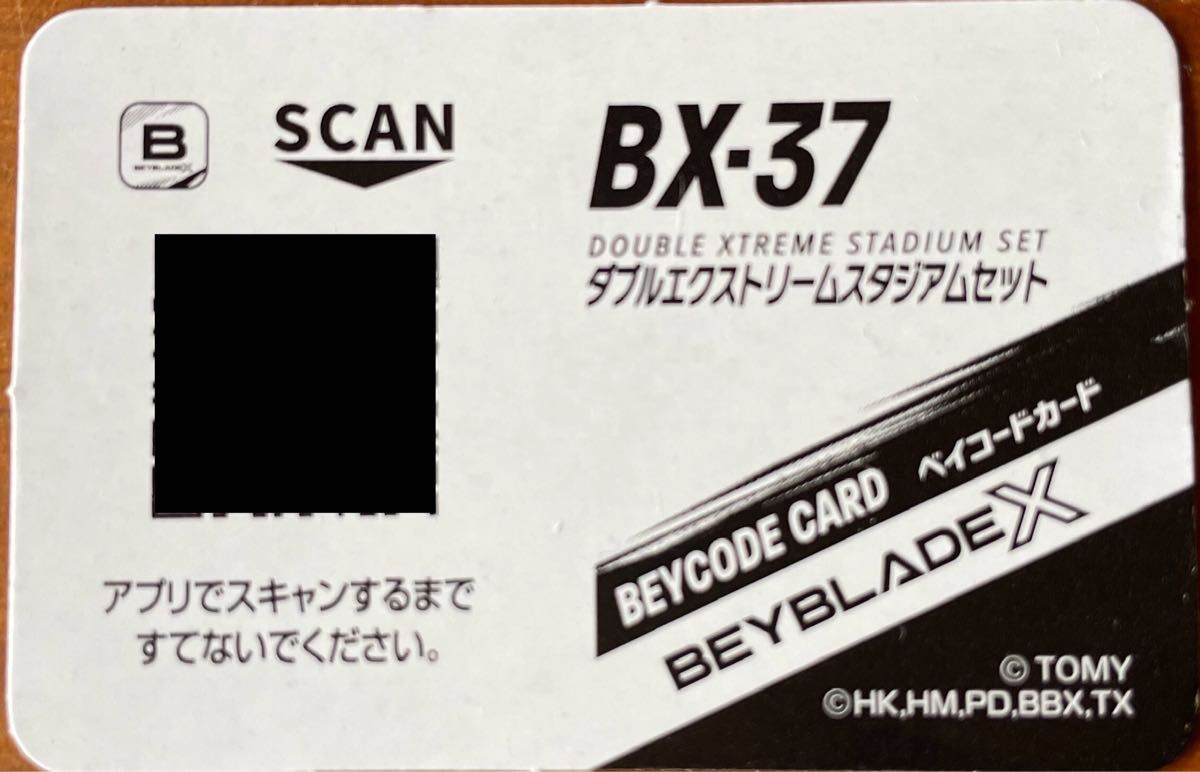 B
BEYBLADE X
SCAN
アプリでスキャンするまで
すてないでください。
BX-37
DOUBLE XTREME STADIUM SET
ダブルエクストリームスタジアムセット
BEYCODE CARD ベイコードカード
BEYBLADE X
© TOMY
©HK,HM,PD,BBX,TX